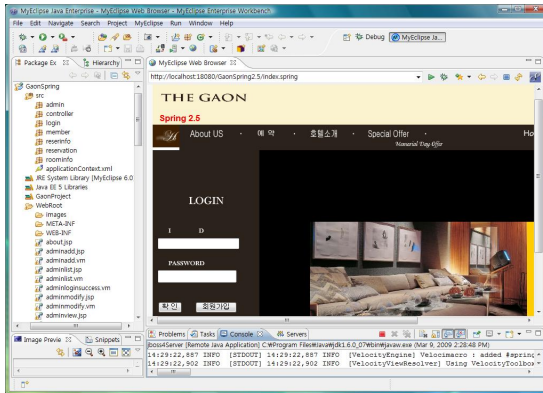 MyEclipse Java Enterprise - MyEclipse Web Browser - MyEclipse Enterprise Workbench
File Edit Navigate Search Project MyEclipse Run Window Help
Debug MyEclipse Ja...
Package Ex Hierarchy
MyEclipse Web Browser
http://localhost:18080/GaonSpring2.5/index.spring
GaonSpring
src
admin
controller
login
member
reserinfo
reservation
roominfo
applicationContext.xml
JRE System Library [MyEclipse 6.0
Java EE 5 Libraries
GaonProject
WebRoot
Images
META-INF
WEB-INF
about.jsp
adminadd.jsp
adminadd.vm
adminlist.jsp
adminlist.vm
adminloginsuccess.vm
adminmodify.jsp
adminmodify.vm
adminview.jsp
THE GAON
Spring 2.5
About US · 예 약 · 호텔소개 · Special Offer · Ho
Memorial Day Offer
LOGIN
I D
PASSWORD
확 인 회원가입
Image Previe Snippets
Problems Tasks Console Servers
jboss4Server [Remote Java Application] C:₩Program Files₩Java₩jdk1.6.0_07₩bin₩javaw.exe (Mar 9, 2009 2:28:48 PM)
14:29:22,887 INFO [STDOUT] 14:29:22,887 INFO [VelocityEngine] Velocimacro : added #spring
14:29:22,902 INFO [STDOUT] 14:29:22,902 INFO [VelocityViewResolver] Using VelocityToolbox